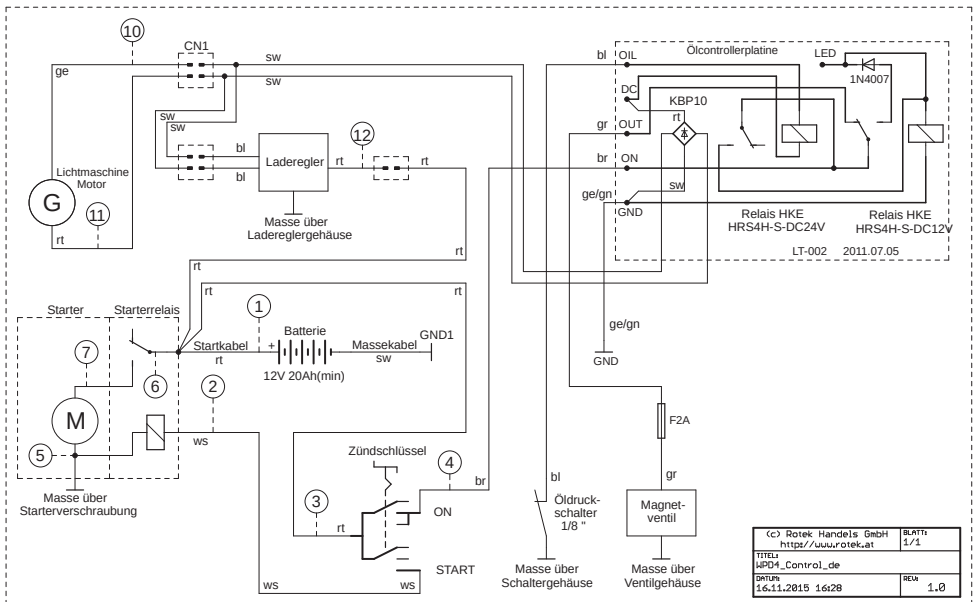 10
CN1
ge
sw
sw
sw
sw
bl
bl
12
Laderegler
rt
rt
Masse über
Ladereglergehäuse
Lichtmaschine
Motor
G
11
rt
bl
OIL
Ölcontrollerplatine
LED
1N4007
DC
KBP10
rt
gr
OUT
br
ON
sw
ge/gn
GND
Relais HKE
HRS4H-S-DC24V
Relais HKE
HRS4H-S-DC12V
LT-002 2011.07.05
rt
rt
rt
Starter
Starterrelais
1
Batterie
GND1
Startkabel
+
Massekabel
rt
sw
12V 20Ah(min)
7
6
2
M
ws
5
Masse über
Starterverschraubung
ge/gn
GND
F2A
gr
Zündschlüssel
4
br
3
rt
ON
START
ws
ws
bl
Öldruck-
schalter
1/8 "
Masse über
Schaltergehäuse
Magnet-
ventil
Masse über
Ventilgehäuse
(c) Rotek Handels GmbH
http://www.rotek.at
BLATT:
1/1
TITEL:
WPD4_Control_de
DATUM:
16.11.2015 16:28
REV:
1.0